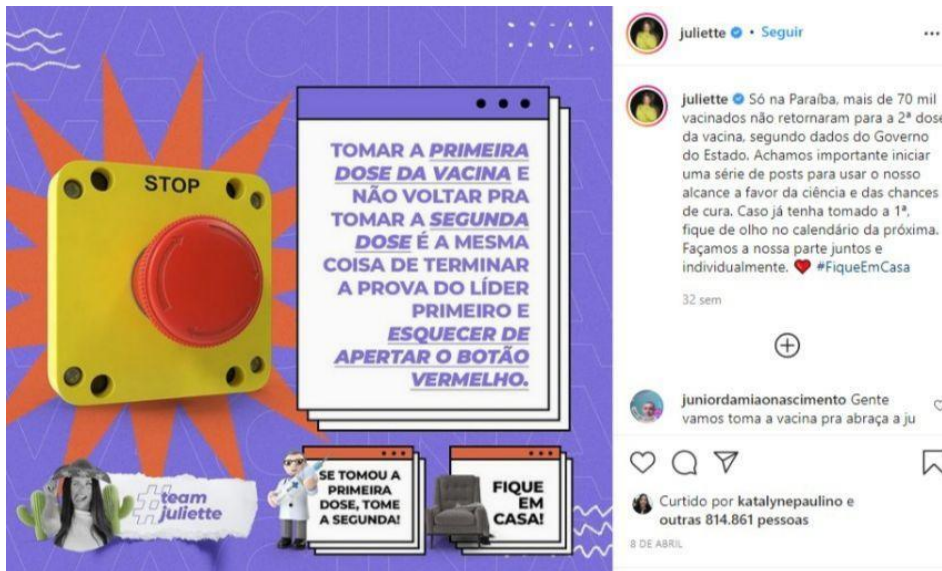 VACINA
STOP
TOMAR A PRIMEIRA
DOSE DA VACINA E
NÃO VOLTAR PRA
TOMAR A SEGUNDA
DOSE É A MESMA
COISA DE TERMINAR
A PROVA DO LÍDER
PRIMEIRO E
ESQUECER DE
APERTAR O BOTÃO
VERMELHO.
#team
juliette
SE TOMOU A
PRIMEIRA
DOSE, TOME
A SEGUNDA!
FIQUE
EM
CASA!
juliette • Seguir
juliette Só na Paraíba, mais de 70 mil
vacinados não retornaram para a 2ª dose
da vacina, segundo dados do Governo
do Estado. Achamos importante iniciar
uma série de posts para usar o nosso
alcance a favor da ciência e das chances
de cura. Caso já tenha tomado a 1ª,
fique de olho no calendário da próxima.
Façamos a nossa parte juntos e
individualmente. ❤️ #FiqueEmCasa
32 sem
juniordamiaonascimento Gente
vamos toma a vacina pra abraça a ju
Curtido por katalynepaulino e
outras 814.861 pessoas
8 DE ABRIL